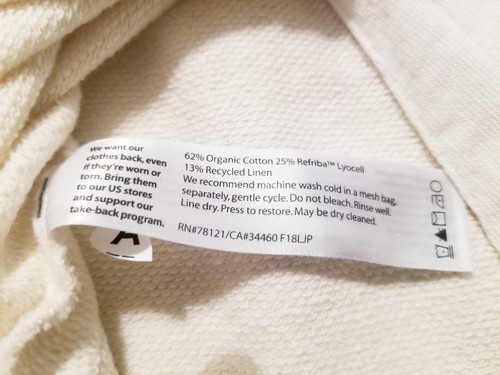 We want our
clothes back, even
if they're worn or
torn. Bring them
to our US stores
and support our
take-back program.
62% Organic Cotton 25% Refriba™ Lyocell
13% Recycled Linen
We recommend machine wash cold in a mesh bag,
separately, gentle cycle. Do not bleach. Rinse well.
Line dry. Press to restore. May be dry cleaned.
RN#78121/CA#34460 F18LJP
A